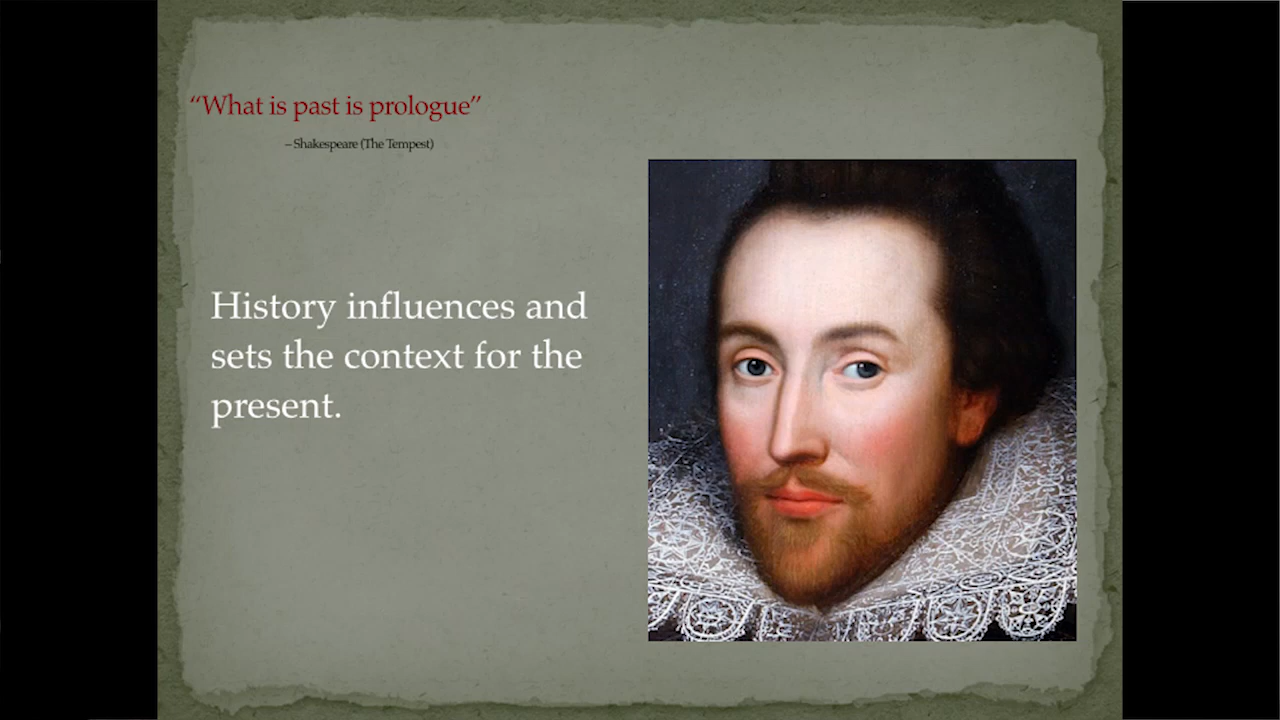 “What is past is prologue”
– Shakespeare (The Tempest)
History influences and
sets the context for the
present.